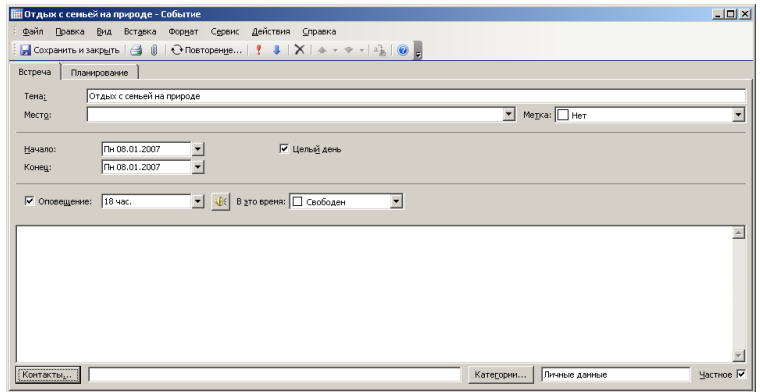 Отдых с семьей на природе - Событие
Файл Правка Вид Вставка Формат Сервис Действия Справка
Сохранить и закрыть Повторение...
Встреча Планирование
Тема: Отдых с семьей на природе
Место: Метка: Нет
Начало: Пн 08.01.2007 Целый день
Конец: Пн 08.01.2007
Оповещение: 18 час. В это время: Свободен
Контакты... Категории... Личные данные Частное